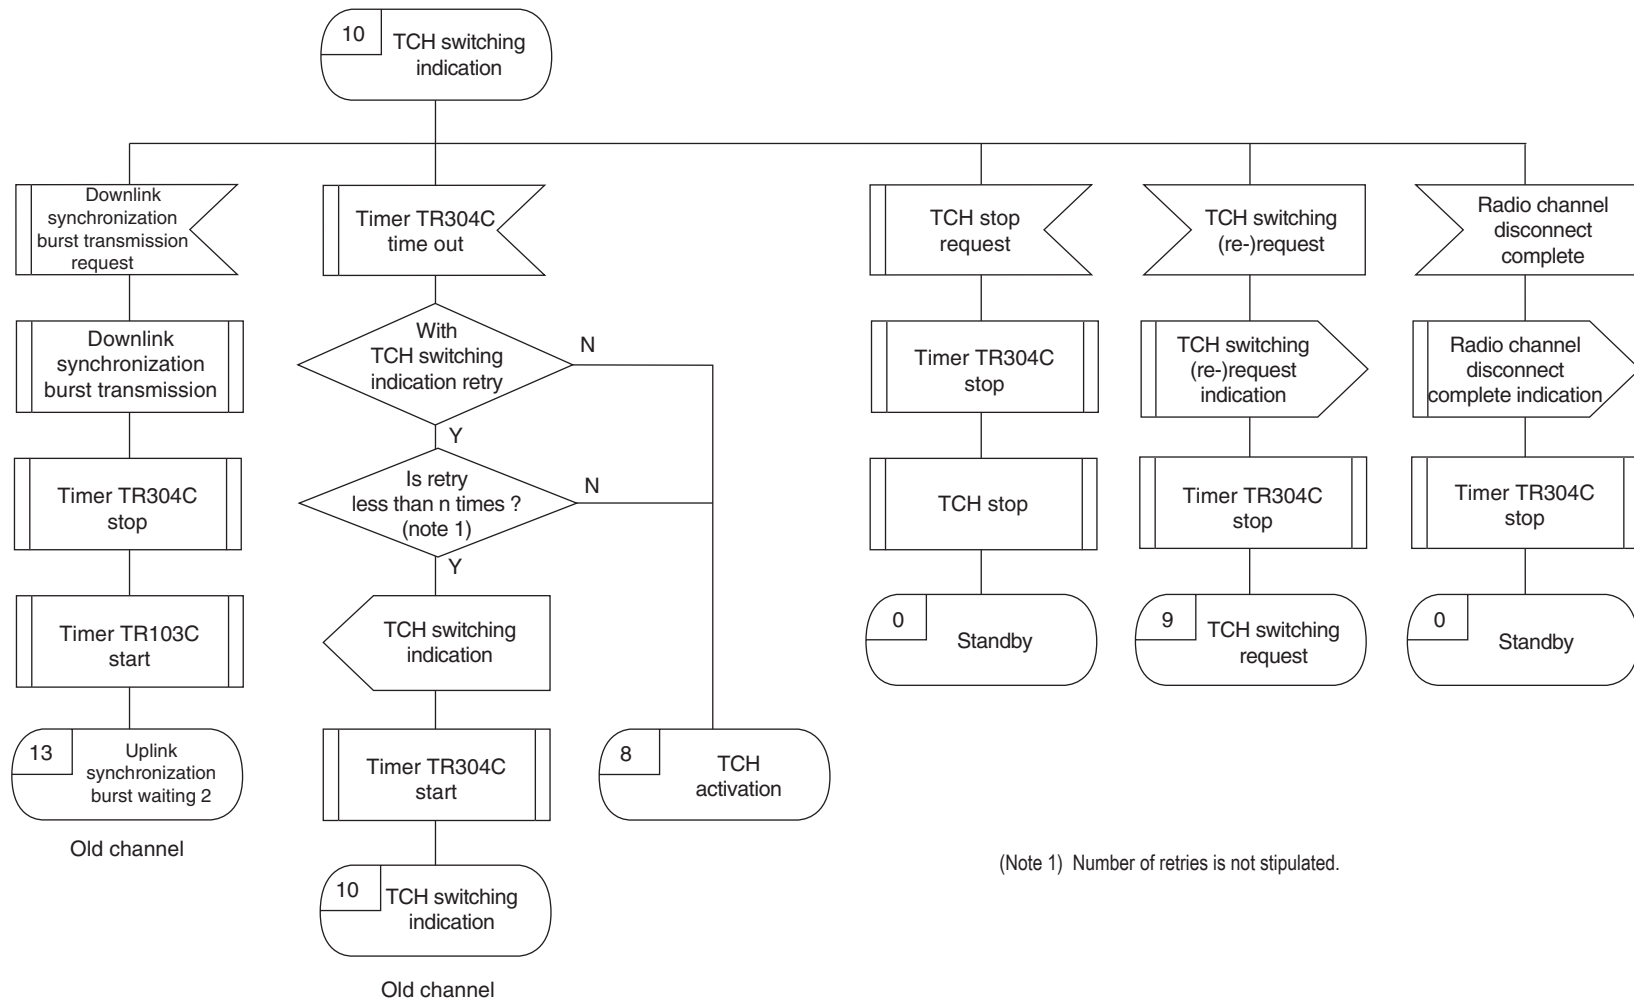 10
TCH switching
indication
Downlink
synchronization
burst transmission
request
Timer TR304C
time out
TCH stop
request
TCH switching
(re-)request
Radio channel
disconnect
complete
Downlink
synchronization
burst transmission
With
TCH switching
indication retry
N
Y
Timer TR304C
stop
TCH switching
(re-)request
indication
Radio channel
disconnect
complete indication
Timer TR304C
stop
Is retry
less than n times ?
(note 1)
N
Y
TCH stop
Timer TR304C
stop
Timer TR304C
stop
Timer TR103C
start
TCH switching
indication
0
Standby
9
TCH switching
request
0
Standby
13
Uplink
synchronization
burst waiting 2
Old channel
Timer TR304C
start
8
TCH
activation
10
TCH switching
indication
Old channel
(Note 1) Number of retries is not stipulated.